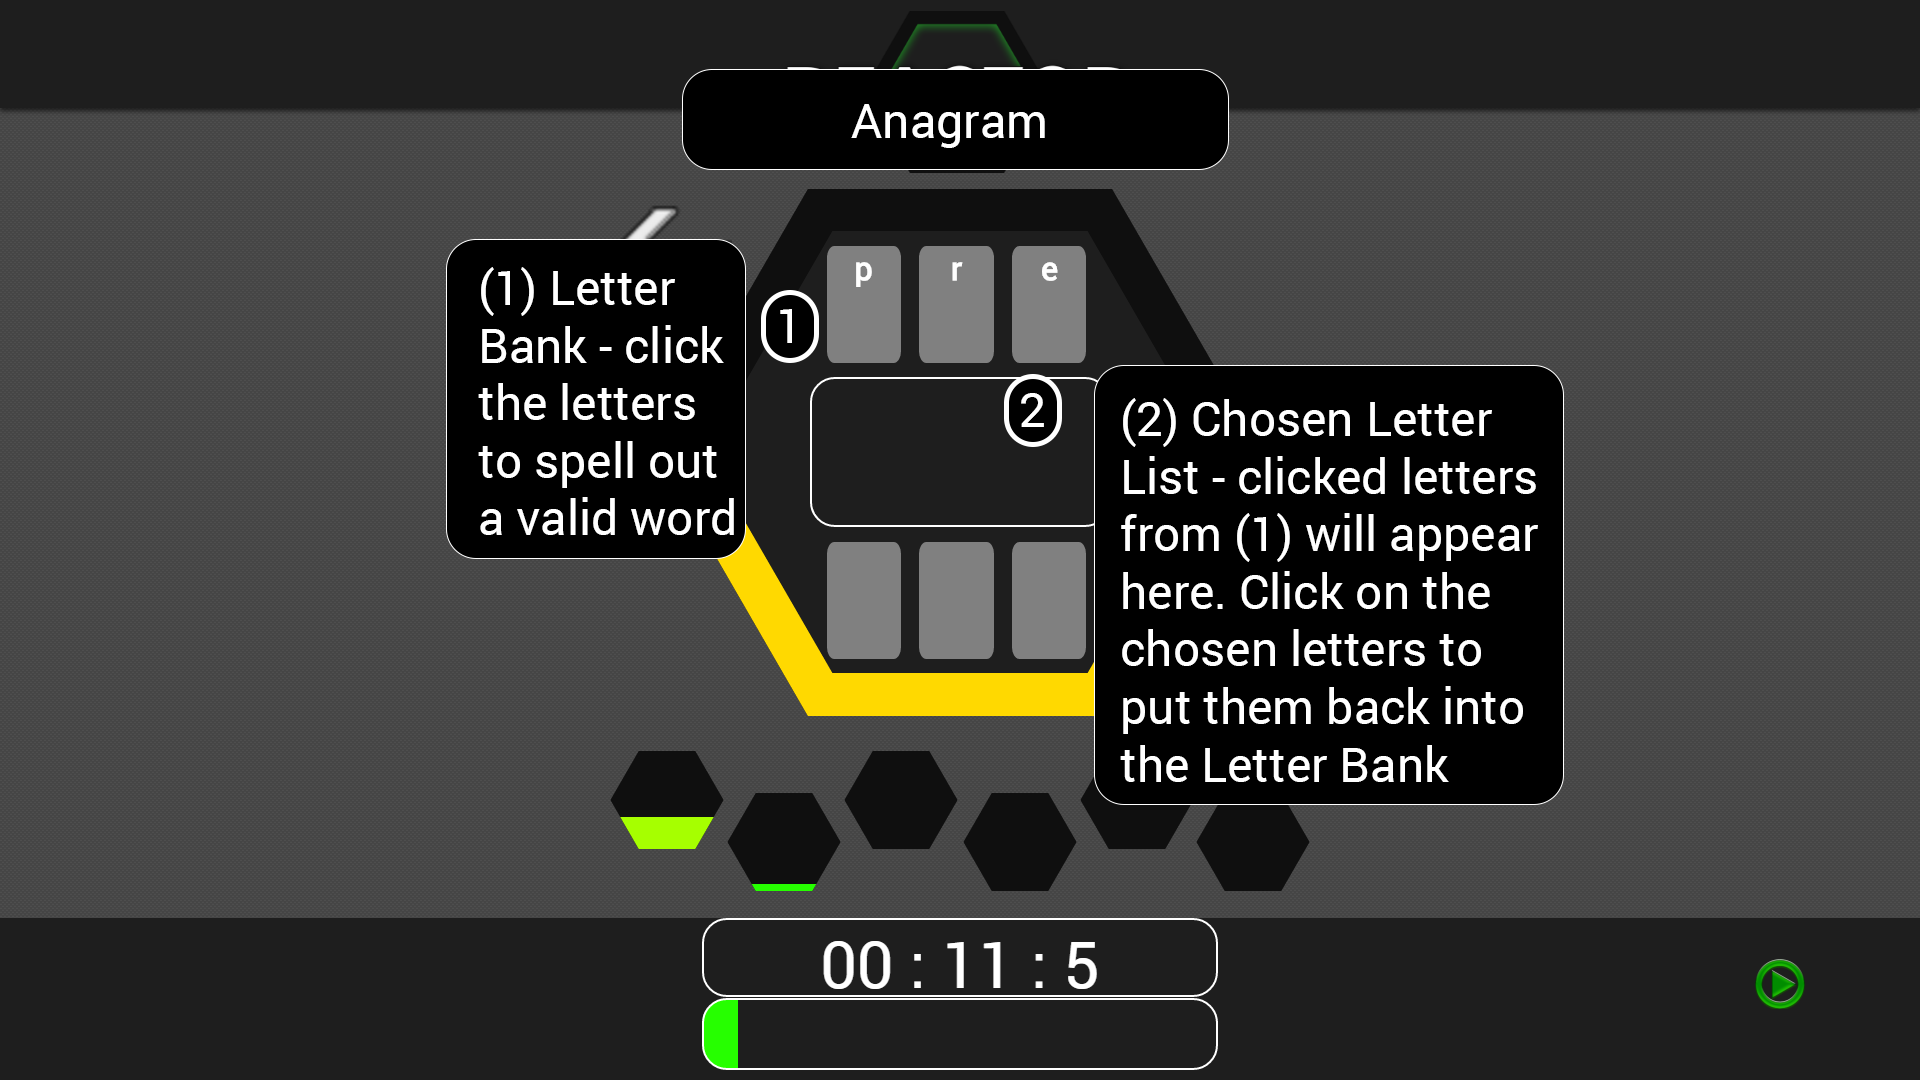 Anagram
(1) Letter
Bank - click
the letters
to spell out
a valid word
1
p r e
2
(2) Chosen Letter
List - clicked letters
from (1) will appear
here. Click on the
chosen letters to
put them back into
the Letter Bank
00 : 11 : 5